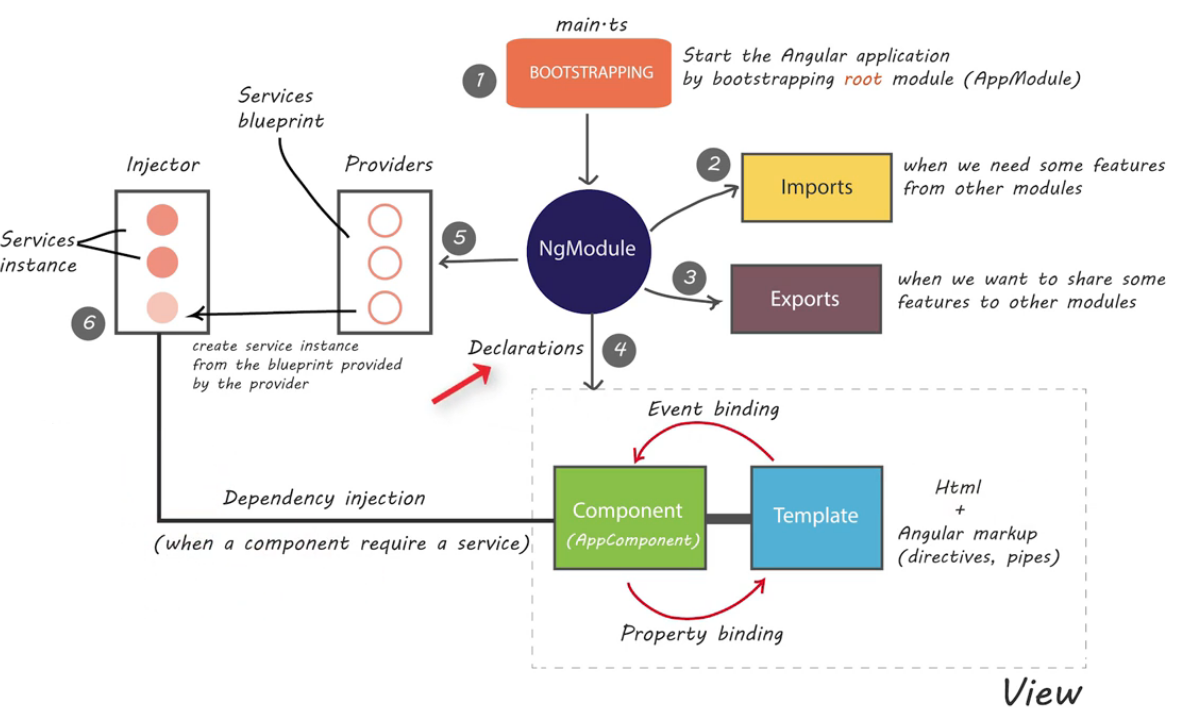 main.ts
1
BOOTSTRAPPING
Start the Angular application
by bootstrapping root module (AppModule)
Services
blueprint
Injector
Providers
2
Imports
when we need some features
from other modules
Services
instance
5
NgModule
3
Exports
when we want to share some
features to other modules
6
create service instance
from the blueprint provided
by the provider
Declarations
4
Event binding
Component
(AppComponent)
Template
Html
+
Angular markup
(directives, pipes)
Dependency injection
(when a component require a service)
Property binding
View